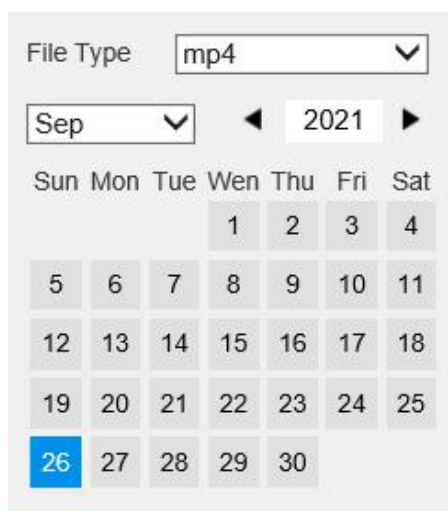 File Type mp4
Sep 2021
Sun Mon Tue Wen Thu Fri Sat
1 2 3 4
5 6 7 8 9 10 11
12 13 14 15 16 17 18
19 20 21 22 23 24 25
26 27 28 29 30